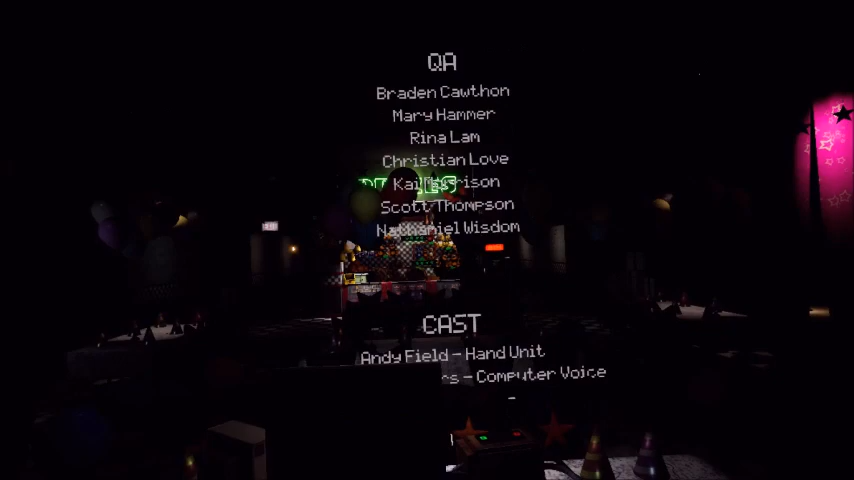 QA
Braden Cawthon
Mary Hammer
Rina Lam
Christian Love
Scott Thompson
Nathaniel Wisdom
CAST
Andy Field - Hand Unit
- Computer Voice